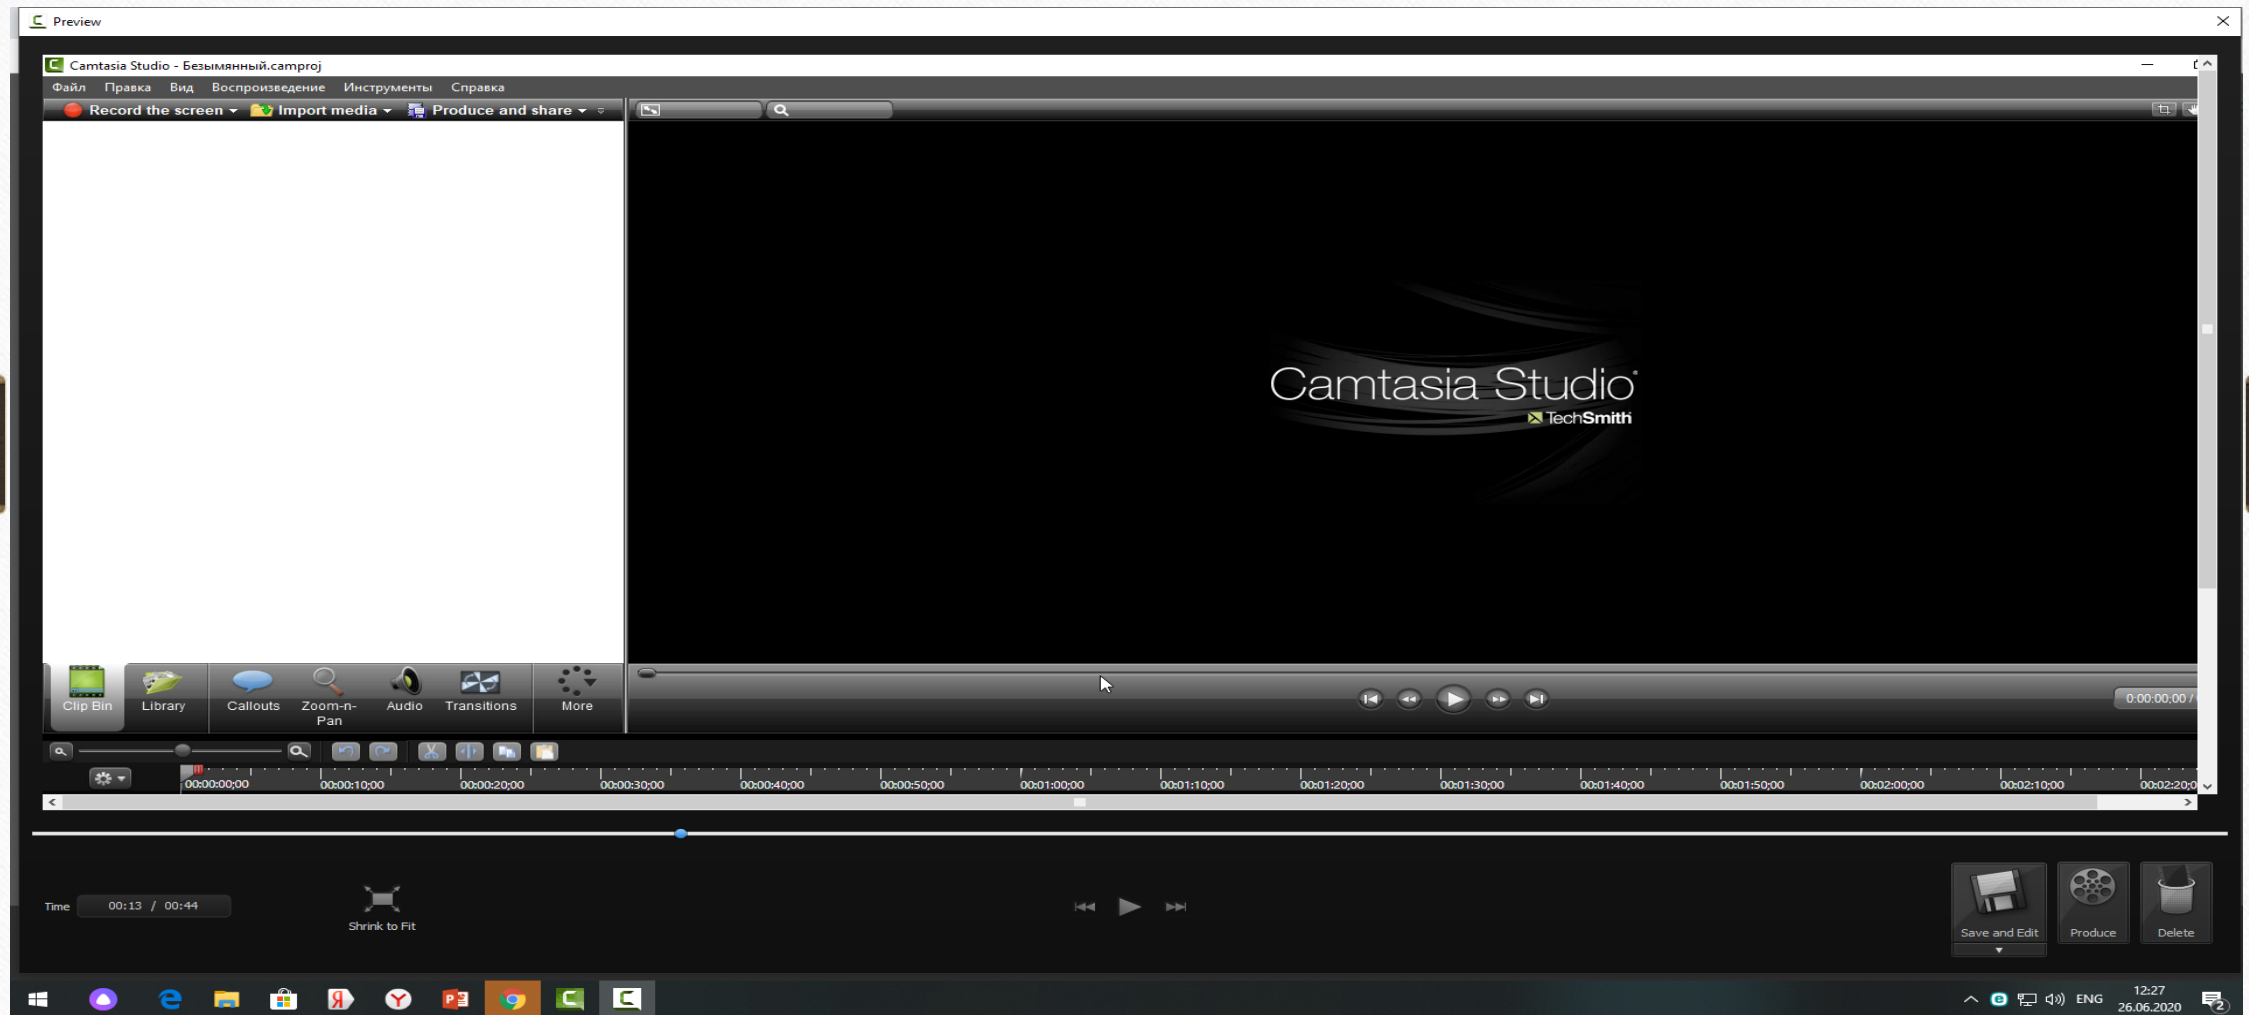 Preview
Camtasia Studio - Безымянный.camproj
Файл Правка Вид Воспроизведение Инструменты Справка
Record the screen Import media Produce and share
Camtasia Studio
TechSmith
Clip Bin Library Callouts Zoom-n-Pan Audio Transitions More
0:00:00;00 /
00:00:00;00 00:00:10;00 00:00:20;00 00:00:30;00 00:00:40;00 00:00:50;00 00:01:00;00 00:01:10;00 00:01:20;00 00:01:30;00 00:01:40;00 00:01:50;00 00:02:00;00 00:02:10;00 00:02:20;0
Time 00:13 / 00:44
Shrink to Fit
Save and Edit Produce Delete
ENG 12:27
26.06.2020 2